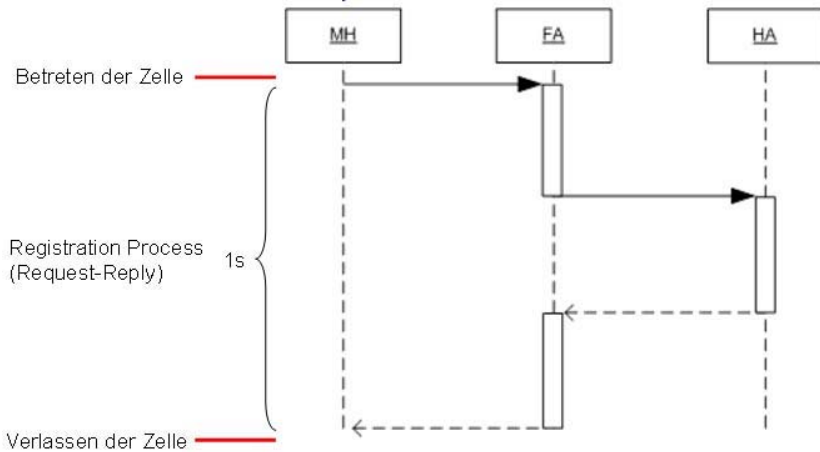 MH
FA
HA
Betreten der Zelle
Registration Process
(Request-Reply)
1s
Verlassen der Zelle